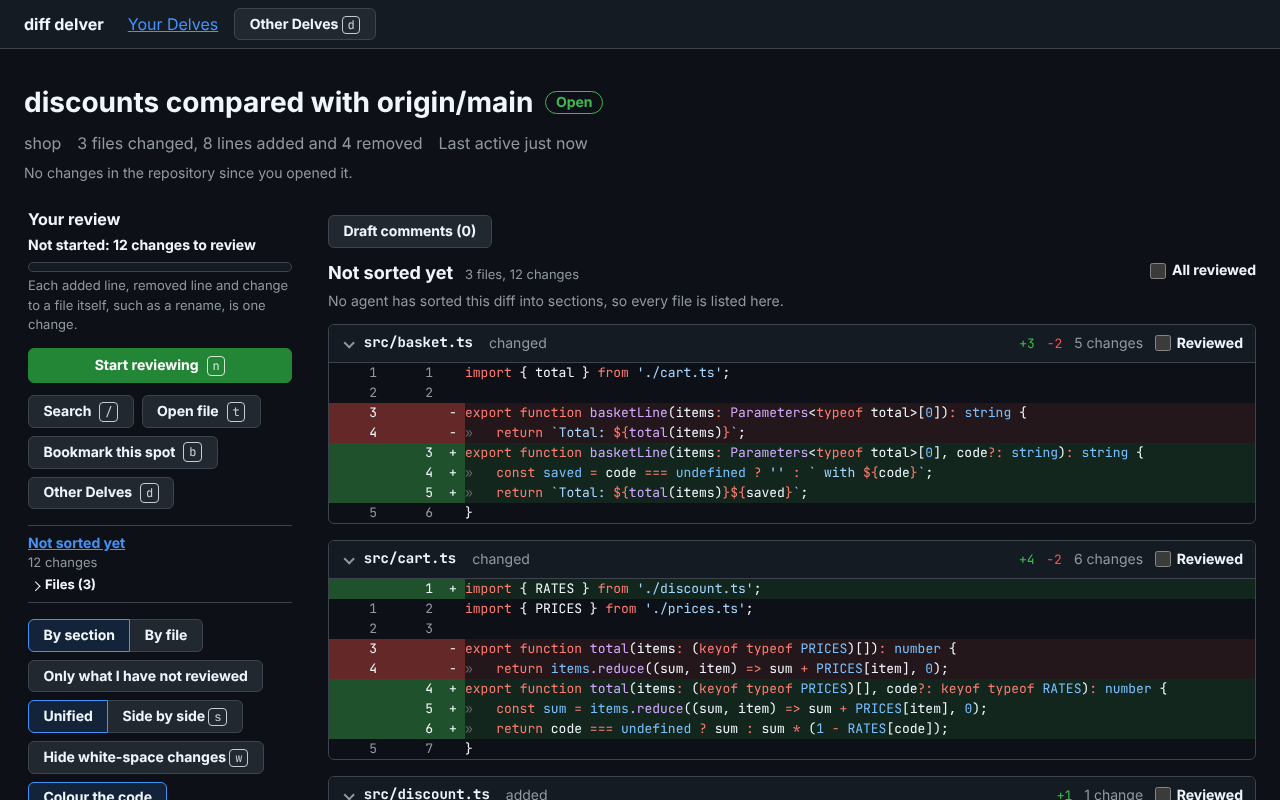 diff delver Your Delves Other Delves d
discounts compared with origin/main Open
shop 3 files changed, 8 lines added and 4 removed Last active just now
No changes in the repository since you opened it.
Your review
Not started: 12 changes to review
Each added line, removed line and change
to a file itself, such as a rename, is one
change.
Start reviewing n
Search / Open file t
Bookmark this spot b
Other Delves d
Not sorted yet
12 changes
Files (3)
By section By file
Only what I have not reviewed
Unified Side by side s
Hide white-space changes w
Colour the code
Draft comments (0)
Not sorted yet 3 files, 12 changes All reviewed
No agent has sorted this diff into sections, so every file is listed here.
src/basket.ts changed +3 -2 5 changes Reviewed
1 1 import { total } from './cart.ts';
2 2
3 - export function basketLine(items: Parameters<typeof total>[0]): string {
4 - » return `Total: ${total(items)}`;
3 + export function basketLine(items: Parameters<typeof total>[0], code?: string): string {
4 + » const saved = code === undefined ? '' : ` with ${code}`;
5 + » return `Total: ${total(items)}${saved}`;
5 6 }
src/cart.ts changed +4 -2 6 changes Reviewed
1 + import { RATES } from './discount.ts';
1 2 import { PRICES } from './prices.ts';
2 3
3 - export function total(items: (keyof typeof PRICES)[]): number {
4 - » return items.reduce((sum, item) => sum + PRICES[item], 0);
4 + export function total(items: (keyof typeof PRICES)[], code?: keyof typeof RATES): number {
5 + » const sum = items.reduce((sum, item) => sum + PRICES[item], 0);
6 + » return code === undefined ? sum : sum * (1 - RATES[code]);
5 7 }
src/discount.ts added +1 1 change Reviewed